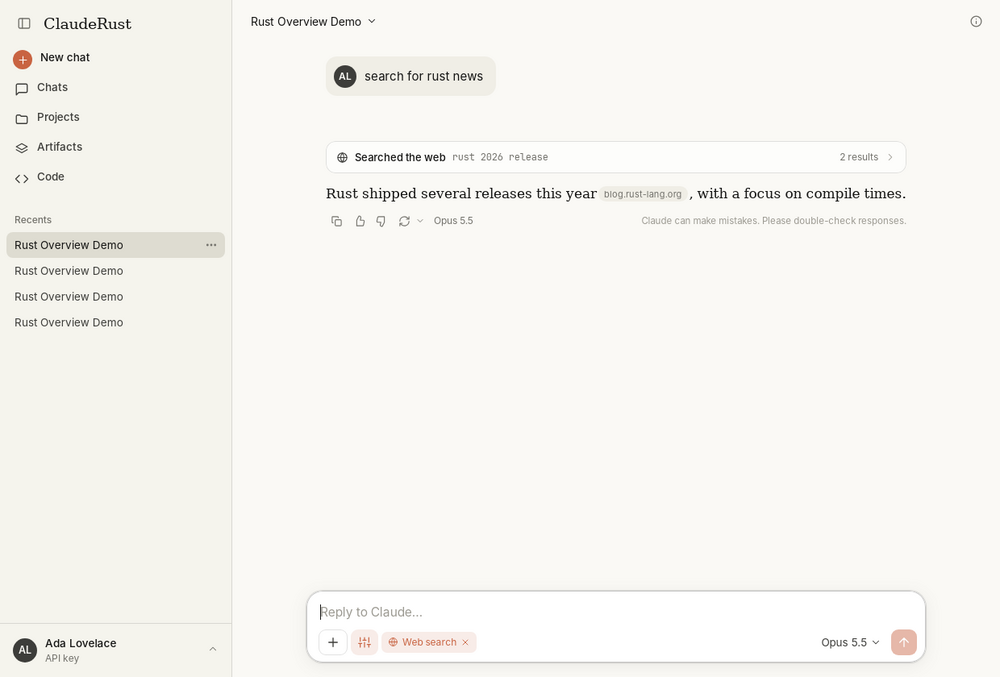 ClaudeRust
New chat
Chats
Projects
Artifacts
Code
Recents
Rust Overview Demo
Rust Overview Demo
Rust Overview Demo
Rust Overview Demo
AL Ada Lovelace
API key
Rust Overview Demo
AL search for rust news
Searched the web rust 2026 release 2 results
Rust shipped several releases this year blog.rust-lang.org , with a focus on compile times.
Opus 5.5 Claude can make mistakes. Please double-check responses.
Reply to Claude...
Web search Opus 5.5